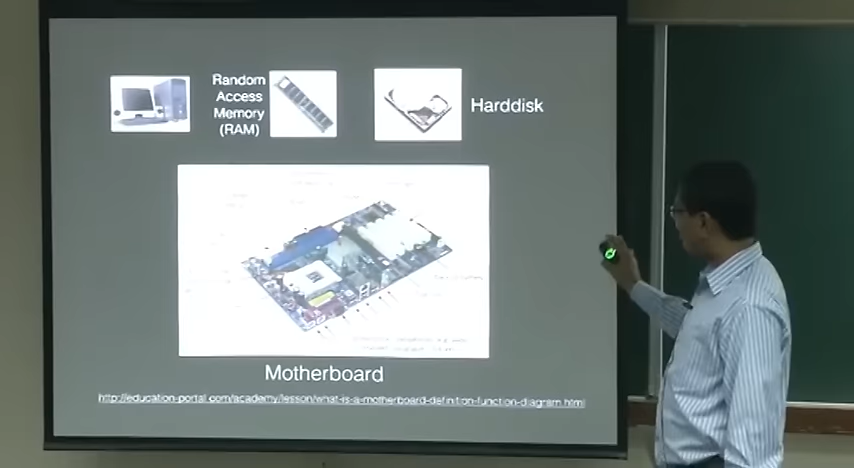 Random
Access
Memory
(RAM)
Harddisk
Motherboard
http://education-portal.com/academy/lesson/what-is-a-motherboard-definition-function-diagram.html